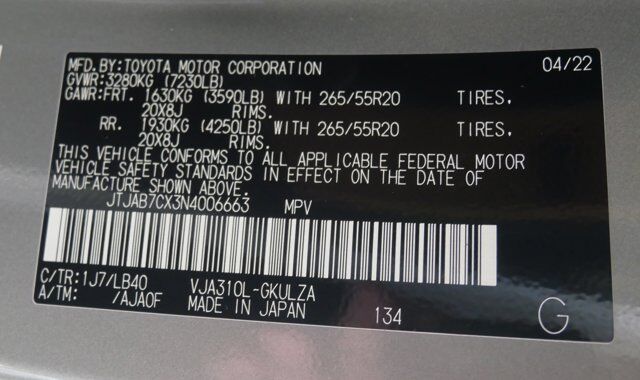 MFD.BY:TOYOTA MOTOR CORPORATION 04/22
GVWR:3280KG (7230LB)
GAWR:FRT. 1630KG (3590LB) WITH 265/55R20 TIRES,
20X8J RIMS.
RR. 1930KG (4250LB) WITH 265/55R20 TIRES,
20X8J RIMS.
THIS VEHICLE CONFORMS TO ALL APPLICABLE FEDERAL MOTOR
VEHICLE SAFETY STANDARDS IN EFFECT ON THE DATE OF
MANUFACTURE SHOWN ABOVE.
JTJAB7CX3N4006663 MPV
C/TR:1J7/LB40 VJA310L-GKULZA
A/TM: /AJA0F MADE IN JAPAN 134 G